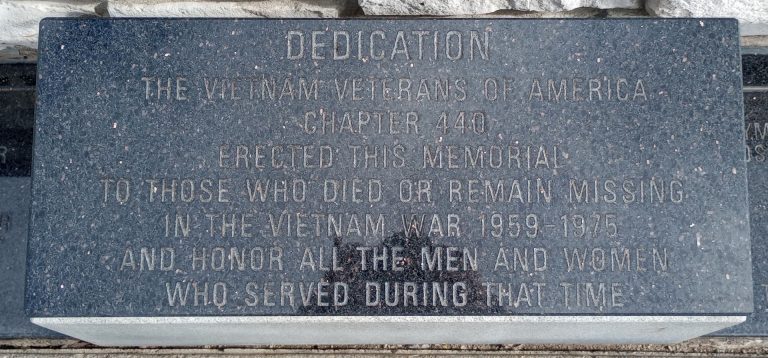 DEDICATION
THE VIETNAM VETERANS OF AMERICA
CHAPTER 440
ERECTED THIS MEMORIAL
TO THOSE WHO DIED OR REMAIN MISSING
IN THE VIETNAM WAR 1959-1975
AND HONOR ALL THE MEN AND WOMEN
WHO SERVED DURING THAT TIME